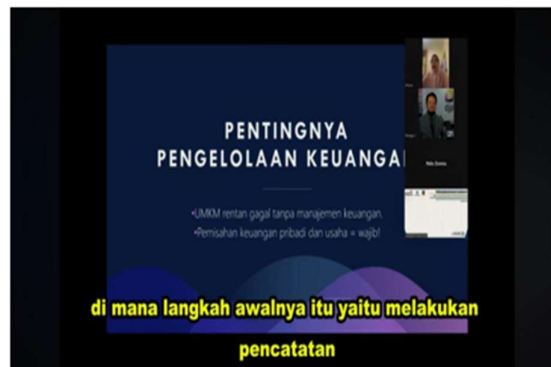 PENTINGNYA
PENGELOLAAN KEUANGA
•UMKM rentan gagal tanpa manajemen keuangan.
•Pemisahan keuangan pribadi dan usaha = wajib!
di mana langkah awalnya itu yaitu melakukan
pencatatan